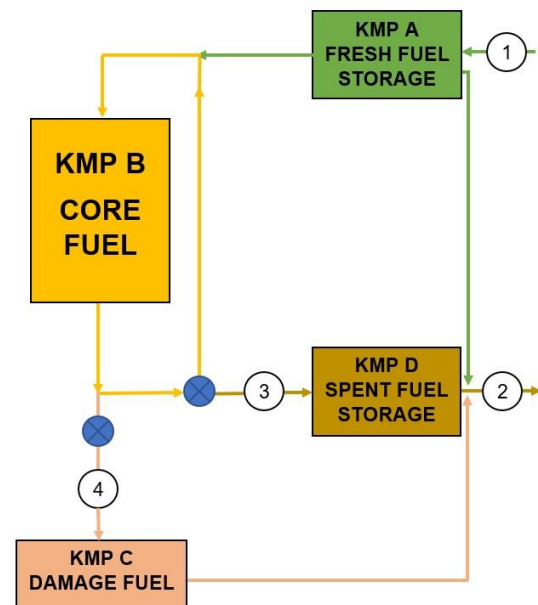 KMP A
FRESH FUEL
STORAGE
1
KMP B
CORE
FUEL
3
KMP D
SPENT FUEL
STORAGE
2
4
KMP C
DAMAGE FUEL